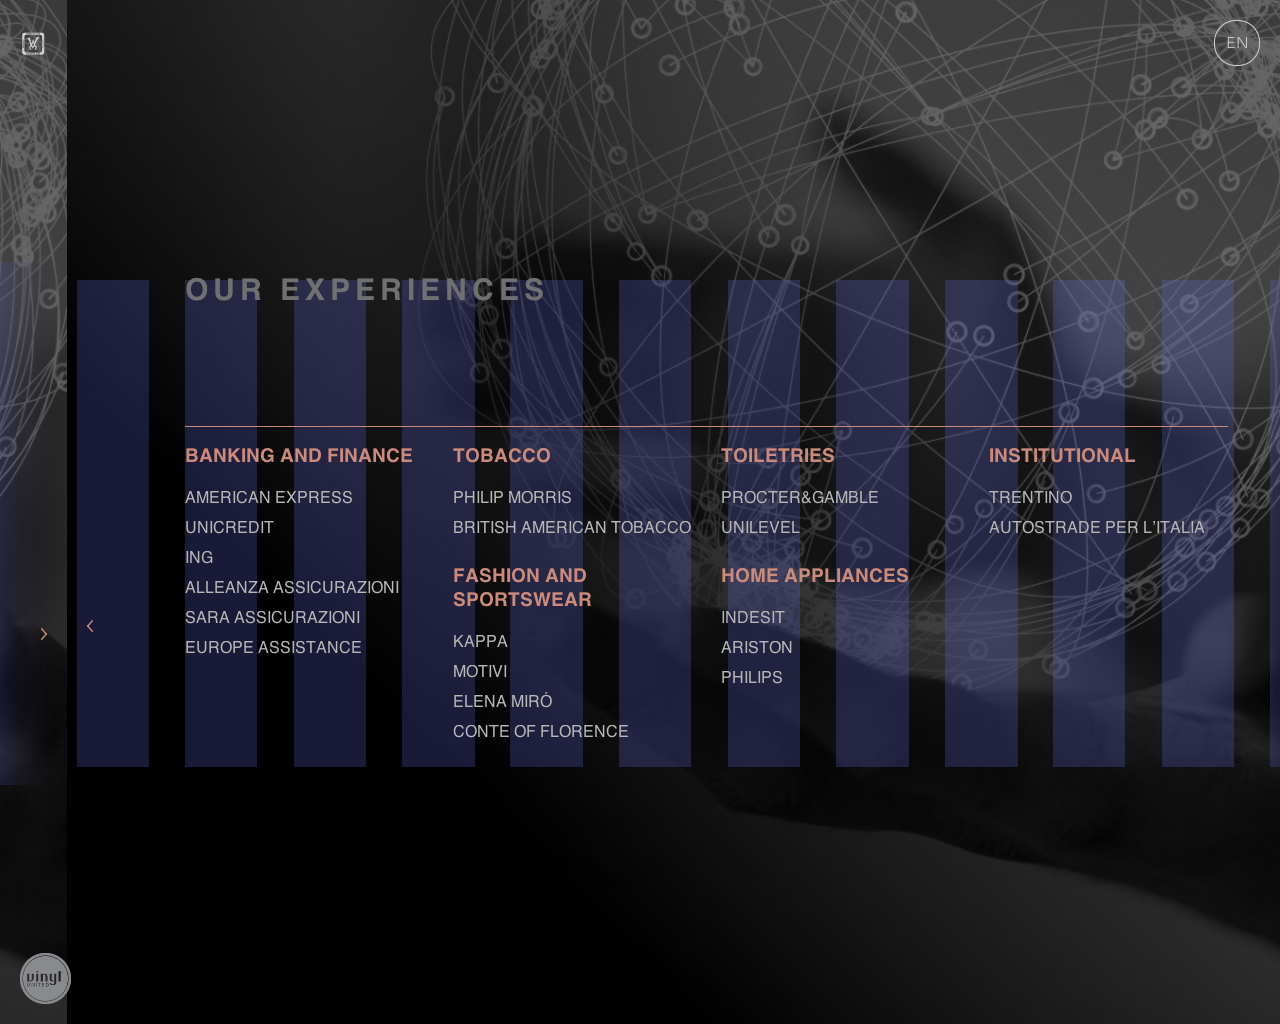 EN
OUR EXPERIENCES
BANKING AND FINANCE
AMERICAN EXPRESS
UNICREDIT
ING
ALLEANZA ASSICURAZIONI
SARA ASSICURAZIONI
EUROPE ASSISTANCE
TOBACCO
PHILIP MORRIS
BRITISH AMERICAN TOBACCO
FASHION AND
SPORTSWEAR
KAPPA
MOTIVI
ELENA MIRÓ
CONTE OF FLORENCE
TOILETRIES
PROCTER&GAMBLE
UNILEVEL
HOME APPLIANCES
INDESIT
ARISTON
PHILIPS
INSTITUTIONAL
TRENTINO
AUTOSTRADE PER L'ITALIA
vinyl
UNITED